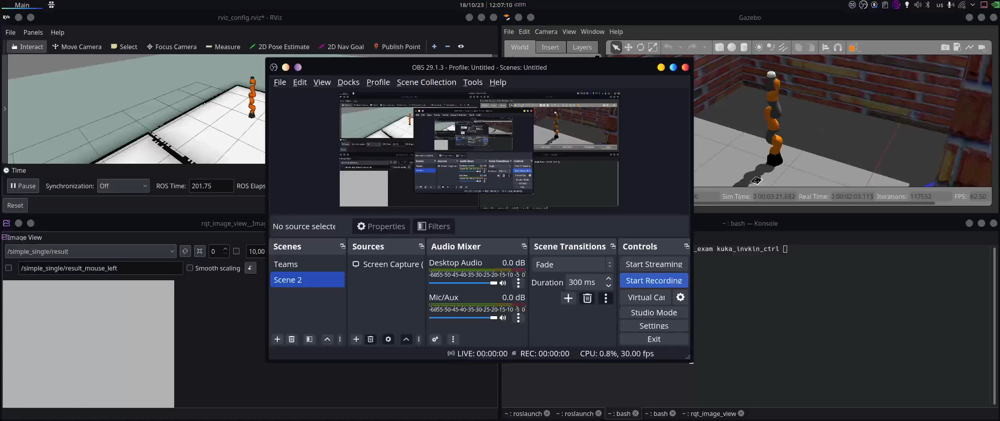 Main
18/10/23 12:07:10 (CEST)
us
RViz
rviz_config.rviz* - RViz
File Panels Help
Interact Move Camera Select Focus Camera Measure 2D Pose Estimate 2D Nav Goal Publish Point
Time
Pause Synchronization: Off ROS Time: 201.75 ROS Elaps
Reset
Gazebo
File Edit Camera View Window Help
World Insert Layers
6 Sim Time: 0 00:03:21.682 Real Time: 0 00:02:03.113 Iterations: 117552 FPS: 62.50
OBS 29.1.3 - Profile: Untitled - Scenes: Untitled
File Edit View Docks Profile Scene Collection Tools Help
No source selecte Properties Filters
Scenes
Teams
Scene 2
Sources
Screen Capture (
Audio Mixer
Desktop Audio 0.0 dB
-60 -55 -50 -45 -40 -35 -30 -25 -20 -15 -10 -5 0
Mic/Aux 0.0 dB
-60 -55 -50 -45 -40 -35 -30 -25 -20 -15 -10 -5 0
Scene Transitions
Fade
Duration 300 ms
Controls
Start Streaming
Start Recording
Virtual Car
Studio Mode
Settings
Exit
LIVE: 00:00:00 REC: 00:00:00 CPU: 0.8%, 30.00 fps
rqt_image_view__Imag
Image View
/simple_single/result 0 10,00
/simple_single/result_mouse_left Smooth scaling
~ : bash — Konsole
_exam kuka_invkin_ctrl
~ : roslaunch ~ : roslaunch ~ : bash ~ : bash ~ : rqt_image_view